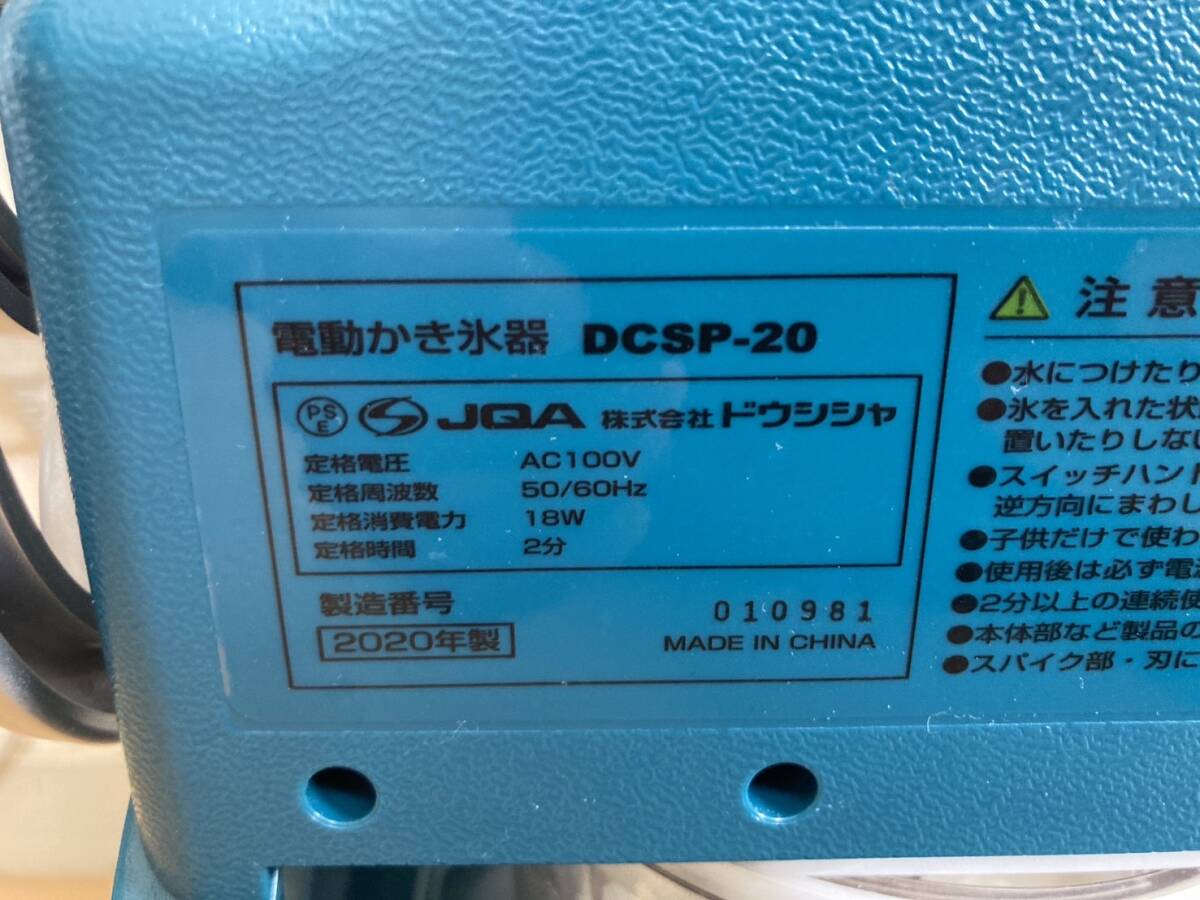 電動かき氷器 DCSP-20
PSE JQA 株式会社ドウシシャ
定格電圧 AC100V
定格周波数 50/60Hz
定格消費電力 18W
定格時間 2分
製造番号 010981
2020年製 MADE IN CHINA
注意
●水につけたり
●氷を入れた状
置いたりしな
●スイッチハンド
逆方向にまわし
●子供だけで使わ
●使用後は必ず電
●2分以上の連続使
●本体部など製品の
●スパイク部・刃に